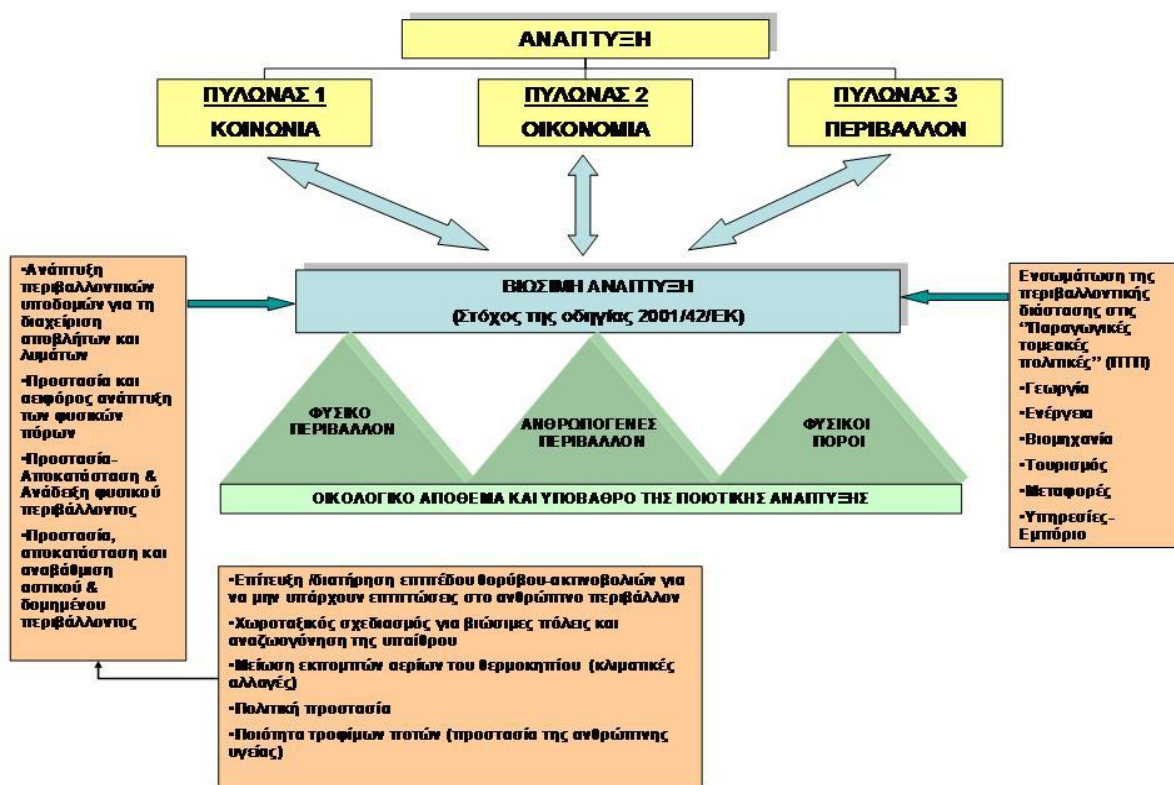 ΑΝΑΠΤΥΞΗ
ΠΥΛΩΝΑΣ 1
ΚΟΙΝΩΝΙΑ
ΠΥΛΩΝΑΣ 2
ΟΙΚΟΝΟΜΙΑ
ΠΥΛΩΝΑΣ 3
ΠΕΡΙΒΑΛΛΟΝ
•Ανάπτυξη
περιβαλλοντικών
υποδομών για τη
διαχείριση
αποβλήτων και
λυμάτων
•Προστασία και
αειφόρος ανάπτυξη
των φυσικών
πόρων
•Προστασία-
Αποκατάσταση &
Ανάδειξη φυσικού
περιβάλλοντος
•Προστασία,
αποκατάσταση και
αναβάθμιση
αστικού &
δομημένου
περιβάλλοντος
ΒΙΩΣΙΜΗ ΑΝΑΠΤΥΞΗ
(Στόχος της οδηγίας 2001/42/ΕΚ)
ΦΥΣΙΚΟ
ΠΕΡΙΒΑΛΛΟΝ
ΑΝΘΡΩΠΟΓΕΝΕΣ
ΠΕΡΙΒΑΛΛΟΝ
ΦΥΣΙΚΟΙ
ΠΟΡΟΙ
ΟΙΚΟΛΟΓΙΚΟ ΑΠΟΘΕΜΑ ΚΑΙ ΥΠΟΒΑΘΡΟ ΤΗΣ ΠΟΙΟΤΙΚΗΣ ΑΝΑΠΤΥΞΗΣ
Ενσωμάτωση της
περιβαλλοντικής
διάστασης στις
“Παραγωγικές
τομεακές
πολιτικές” (ΠΤΠ)
•Γεωργία
•Ενέργεια
•Βιομηχανία
•Τουρισμός
•Μεταφορές
•Υπηρεσίες-
Εμπόριο
•Επίτευξη /διατήρηση επιπέδου θορύβου-ακτινοβολιών για
να μην υπάρχουν επιπτώσεις στο ανθρώπινο περιβάλλον
•Χωροταξικός σχεδιασμός για βιώσιμες πόλεις και
αναζωογόνηση της υπαίθρου
•Μείωση εκπομπών αερίων του θερμοκηπίου (κλιματικές
αλλαγές)
•Πολιτική προστασία
•Ποιότητα τροφίμων ποτών (προστασία της ανθρώπινης
υγείας)